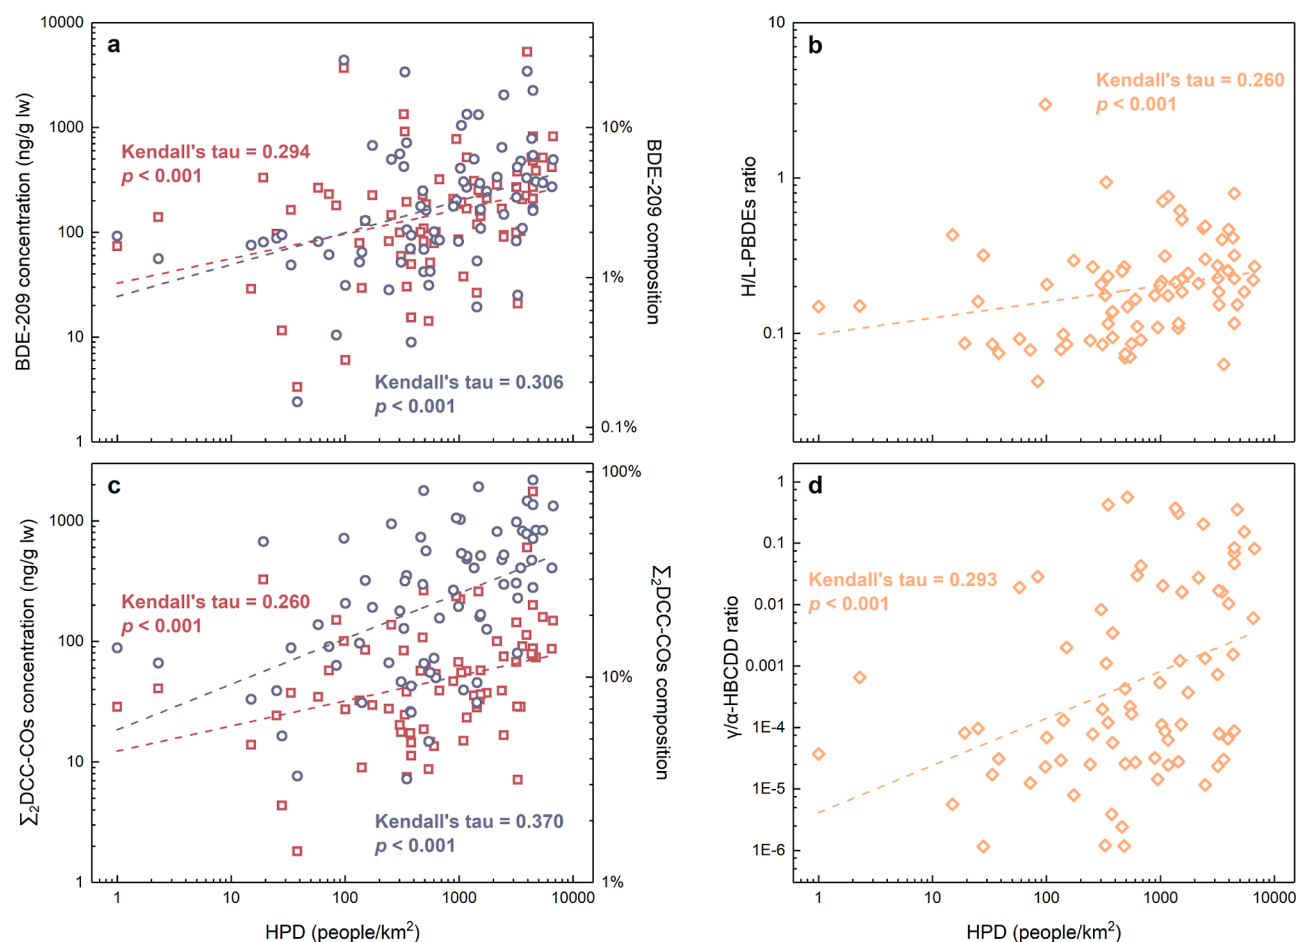 a
10000
1000
100
10
1
BDE-209 concentration (ng/g lw)
10%
1%
0.1%
BDE-209 composition
Kendall's tau = 0.294
p < 0.001
Kendall's tau = 0.306
p < 0.001
b
10
1
0.1
H/L-PBDEs ratio
Kendall's tau = 0.260
p < 0.001
c
1000
100
10
1
Σ₂DCC-COs concentration (ng/g lw)
100%
10%
1%
Σ₂DCC-COs composition
Kendall's tau = 0.260
p < 0.001
Kendall's tau = 0.370
p < 0.001
1
10
100
1000
10000
HPD (people/km²)
d
1
0.1
0.01
0.001
1E-4
1E-5
1E-6
γ/α-HBCDD ratio
Kendall's tau = 0.293
p < 0.001
1
10
100
1000
10000
HPD (people/km²)